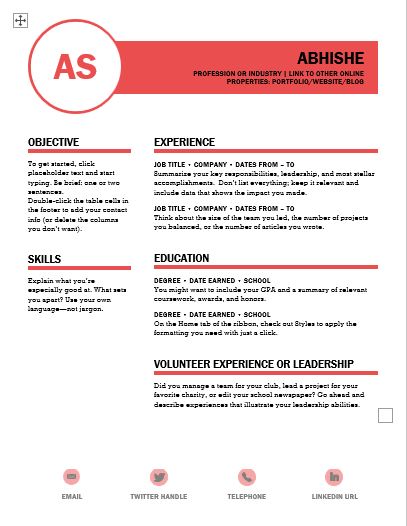 AS
ABHISHE
PROFESSION OR INDUSTRY | LINK TO OTHER ONLINE
PROPERTIES: PORTFOLIO/WEBSITE/BLOG
OBJECTIVE
To get started, click
placeholder text and start
typing. Be brief: one or two
sentences.
Double-click the table cells in
the footer to add your contact
info (or delete the columns
you don't want).
SKILLS
Explain what you're
especially good at. What sets
you apart? Use your own
language—not jargon.
EXPERIENCE
JOB TITLE • COMPANY • DATES FROM – TO
Summarize your key responsibilities, leadership, and most stellar
accomplishments.  Don't list everything; keep it relevant and
include data that shows the impact you made.
JOB TITLE • COMPANY • DATES FROM – TO
Think about the size of the team you led, the number of projects
you balanced, or the number of articles you wrote.
EDUCATION
DEGREE • DATE EARNED • SCHOOL
You might want to include your GPA and a summary of relevant
coursework, awards, and honors.
DEGREE • DATE EARNED • SCHOOL
On the Home tab of the ribbon, check out Styles to apply the
formatting you need with just a click.
VOLUNTEER EXPERIENCE OR LEADERSHIP
Did you manage a team for your club, lead a project for your
favorite charity, or edit your school newspaper? Go ahead and
describe experiences that illustrate your leadership abilities.
EMAIL
TWITTER HANDLE
TELEPHONE
LINKEDIN URL